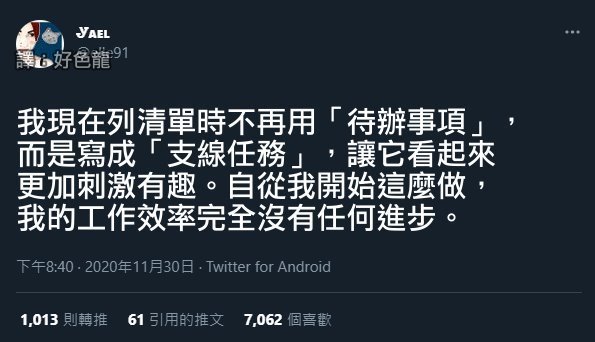 Yael
譯：好色龍
我現在列清單時不再用「待辦事項」，
而是寫成「支線任務」，讓它看起來
更加刺激有趣。自從我開始這麼做，
我的工作效率完全沒有任何進步。
下午8:40 · 2020年11月30日 · Twitter for Android
1,013 則轉推 61 引用的推文 7,062 個喜歡